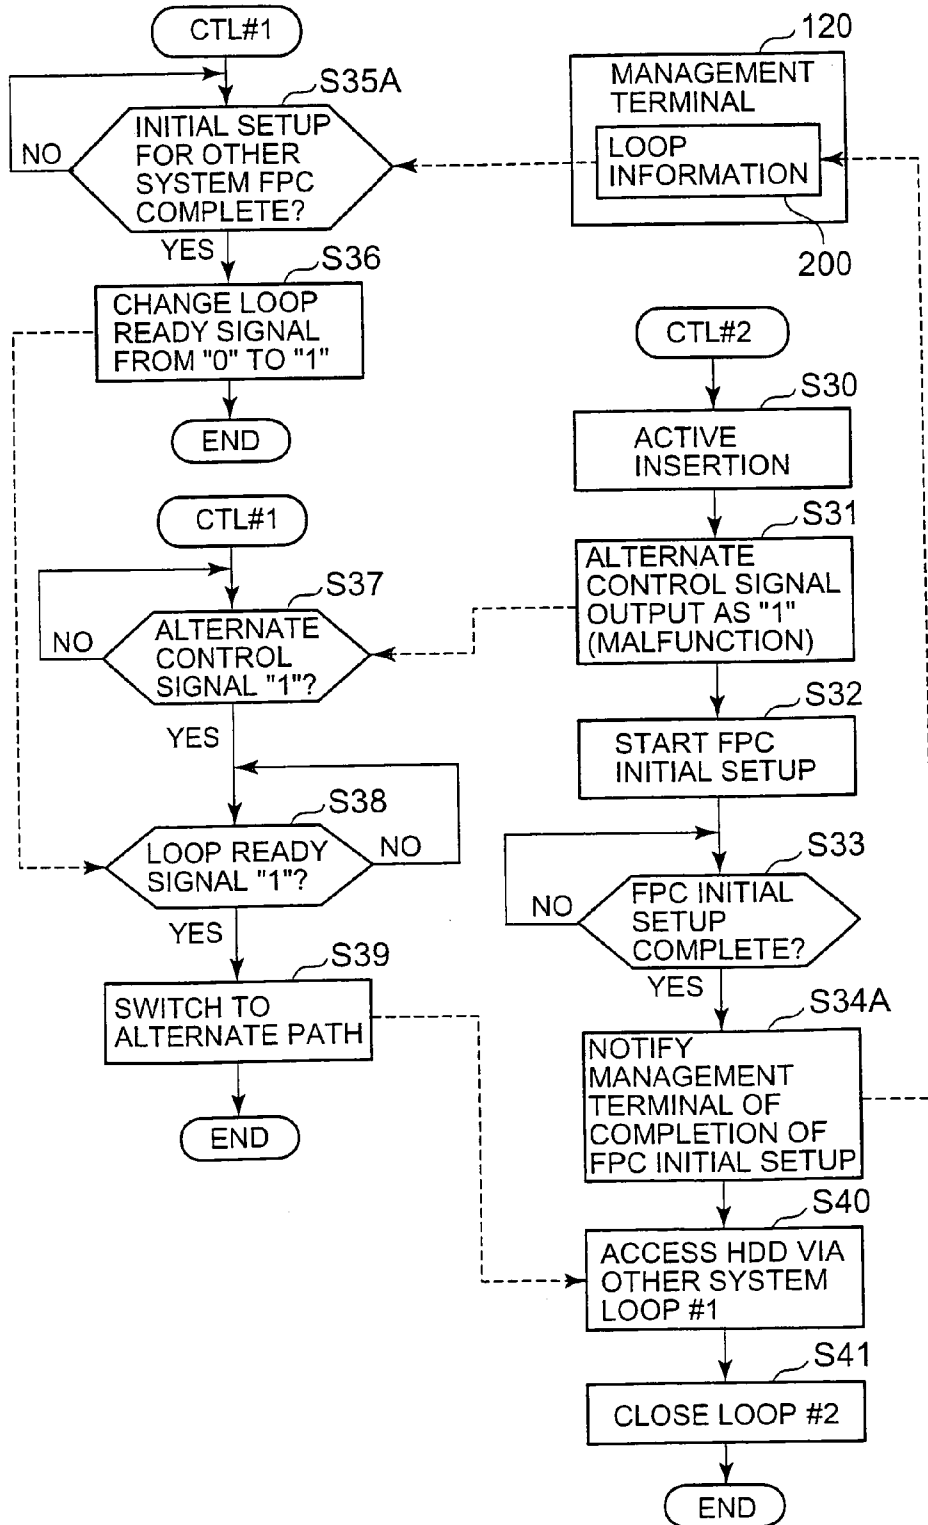 CTL#1
S35A
INITIAL SETUP
FOR OTHER
SYSTEM FPC
COMPLETE?
NO
YES
S36
CHANGE LOOP
READY SIGNAL
FROM "0" TO "1"
END
120
MANAGEMENT
TERMINAL
LOOP
INFORMATION
200
CTL#1
S37
ALTERNATE
CONTROL
SIGNAL "1"?
NO
YES
S38
LOOP READY
SIGNAL "1"?
NO
YES
S39
SWITCH TO
ALTERNATE PATH
END
CTL#2
S30
ACTIVE
INSERTION
S31
ALTERNATE
CONTROL SIGNAL
OUTPUT AS "1"
(MALFUNCTION)
S32
START FPC
INITIAL SETUP
S33
FPC INITIAL
SETUP
COMPLETE?
NO
YES
S34A
NOTIFY
MANAGEMENT
TERMINAL OF
COMPLETION OF
FPC INITIAL SETUP
S40
ACCESS HDD VIA
OTHER SYSTEM
LOOP #1
S41
CLOSE LOOP #2
END